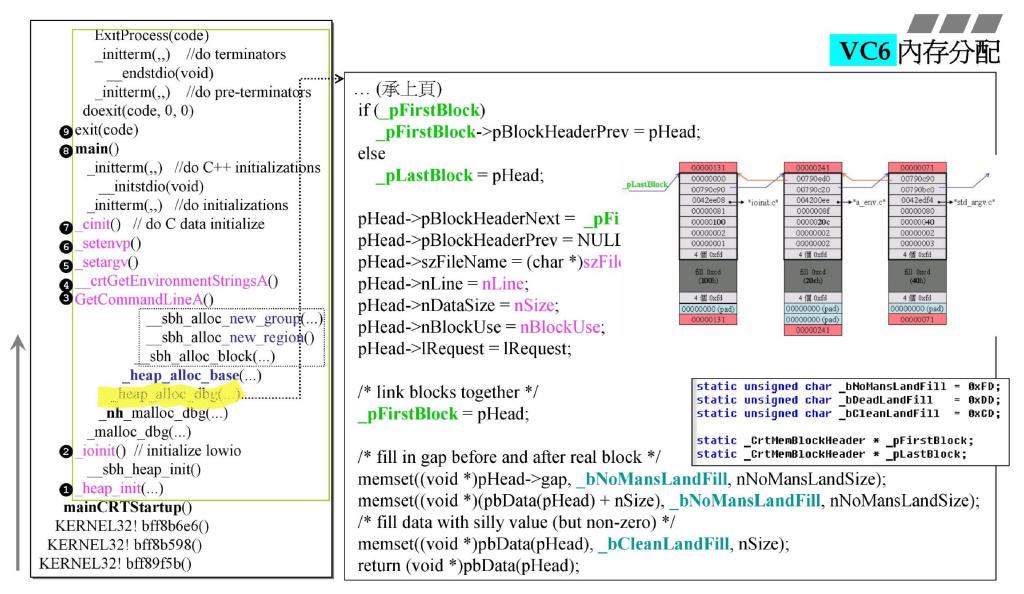 VC6 內存分配
ExitProcess(code)
_initterm(,,) //do terminators
__endstdio(void)
_initterm(,,) //do pre-terminators
doexit(code, 0, 0)
❾ exit(code)
❽ main()
_initterm(,,) //do C++ initializations
__initstdio(void)
_initterm(,,) //do initializations
❼ _cinit() // do C data initialize
❻ _setenvp()
❺ _setargv()
❹ __crtGetEnvironmentStringsA()
❸ GetCommandLineA()
__sbh_alloc_new_group(...)
__sbh_alloc_new_region()
__sbh_alloc_block(...)
_heap_alloc_base(...)
_heap_alloc_dbg(...)
_nh_malloc_dbg(...)
_malloc_dbg(...)
❷ _ioinit() // initialize lowio
__sbh_heap_init()
❶ _heap_init(...)
mainCRTStartup()
KERNEL32! bff8b6e6()
KERNEL32! bff8b598()
KERNEL32! bff89f5b()
... (承上頁)
if (_pFirstBlock)
_pFirstBlock->pBlockHeaderPrev = pHead;
else
_pLastBlock = pHead;
pHead->pBlockHeaderNext = _pFi
pHead->pBlockHeaderPrev = NULL
pHead->szFileName = (char *)szFile
pHead->nLine = nLine;
pHead->nDataSize = nSize;
pHead->nBlockUse = nBlockUse;
pHead->lRequest = lRequest;
/* link blocks together */
_pFirstBlock = pHead;
/* fill in gap before and after real block */
memset((void *)pHead->gap, _bNoMansLandFill, nNoMansLandSize);
memset((void *)(pbData(pHead) + nSize), _bNoMansLandFill, nNoMansLandSize);
/* fill data with silly value (but non-zero) */
memset((void *)pbData(pHead), _bCleanLandFill, nSize);
return (void *)pbData(pHead);
_pLastBlock
00000131
00000000
00790c90
0042ee08
"ioinit.c"
00000081
00000100
00000002
00000001
4 個 0xfd
(100h)
4 個 0xfd
00000000 (pad)
00000131
00000241
00790ed0
00790c20
004200ee
"a_env.c"
0000008f
0000020c
00000002
00000002
4 個 0xfd
(20ch)
4 個 0xfd
00000000 (pad)
00000000 (pad)
00000241
00000071
00790c90
00790bc0
0042edf4
"std_argv.c"
00000080
00000040
00000002
00000003
4 個 0xfd
(40h)
4 個 0xfd
00000000 (pad)
00000071
static unsigned char _bNoMansLandFill = 0xFD;
static unsigned char _bDeadLandFill = 0xDD;
static unsigned char _bCleanLandFill = 0xCD;
static _CrtMemBlockHeader * _pFirstBlock;
static _CrtMemBlockHeader * _pLastBlock;